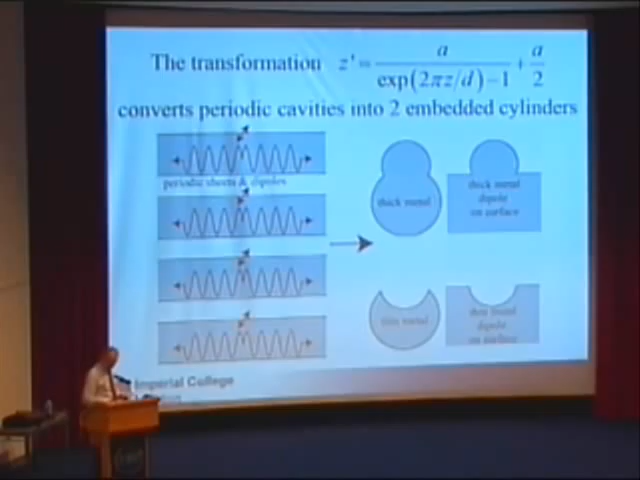 The transformation z' = a / (exp(2πz/d) − 1) + a/2
converts periodic cavities into 2 embedded cylinders
periodic sheets & dipoles
thick metal
thick metal
dipole
on surface
thin metal
thin metal
dipole
on surface
Imperial College